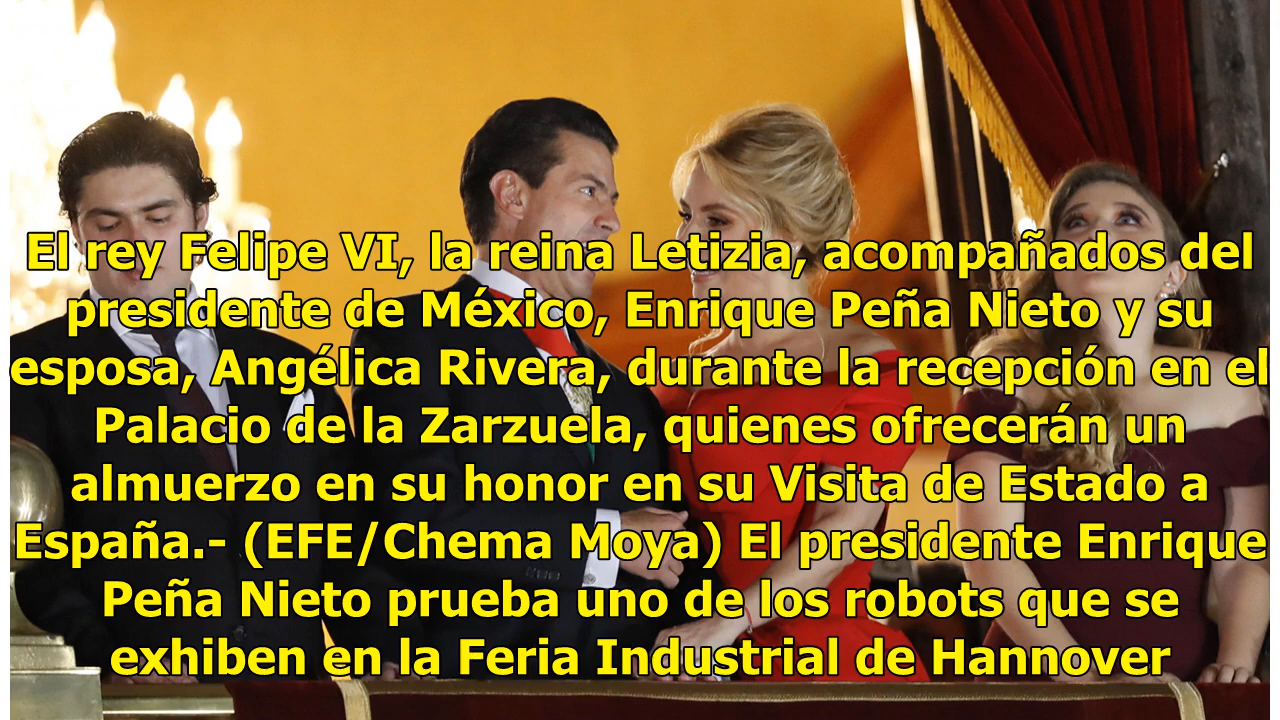 El rey Felipe VI, la reina Letizia, acompañados del
presidente de México, Enrique Peña Nieto y su
esposa, Angélica Rivera, durante la recepción en el
Palacio de la Zarzuela, quienes ofrecerán un
almuerzo en su honor en su Visita de Estado a
España.- (EFE/Chema Moya) El presidente Enrique
Peña Nieto prueba uno de los robots que se
exhiben en la Feria Industrial de Hannover